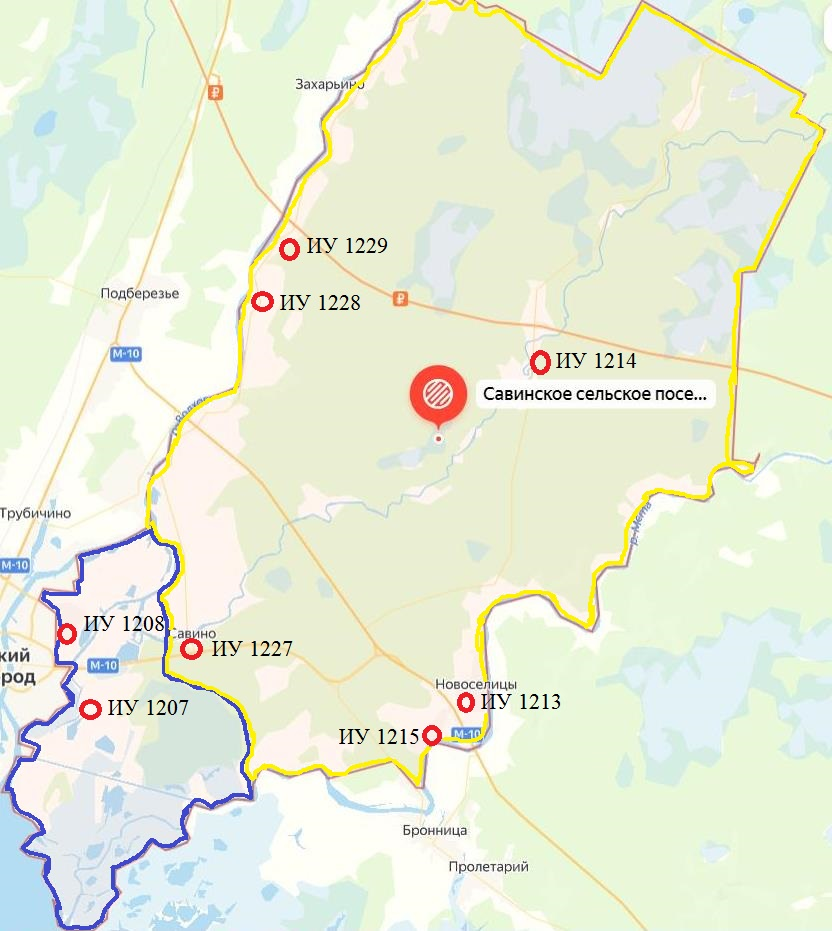 Захарьино
₽
ИУ 1229
Подберезье
ИУ 1228
₽
М-10
ИУ 1214
Савинское сельское посе...
Трубичино
р. Мста
М-10
ИУ 1208
Савино
кий
ИУ 1227
М-10
род
Новоселицы
ИУ 1213
ИУ 1207
ИУ 1215
М-10
Бронница
Пролетарий